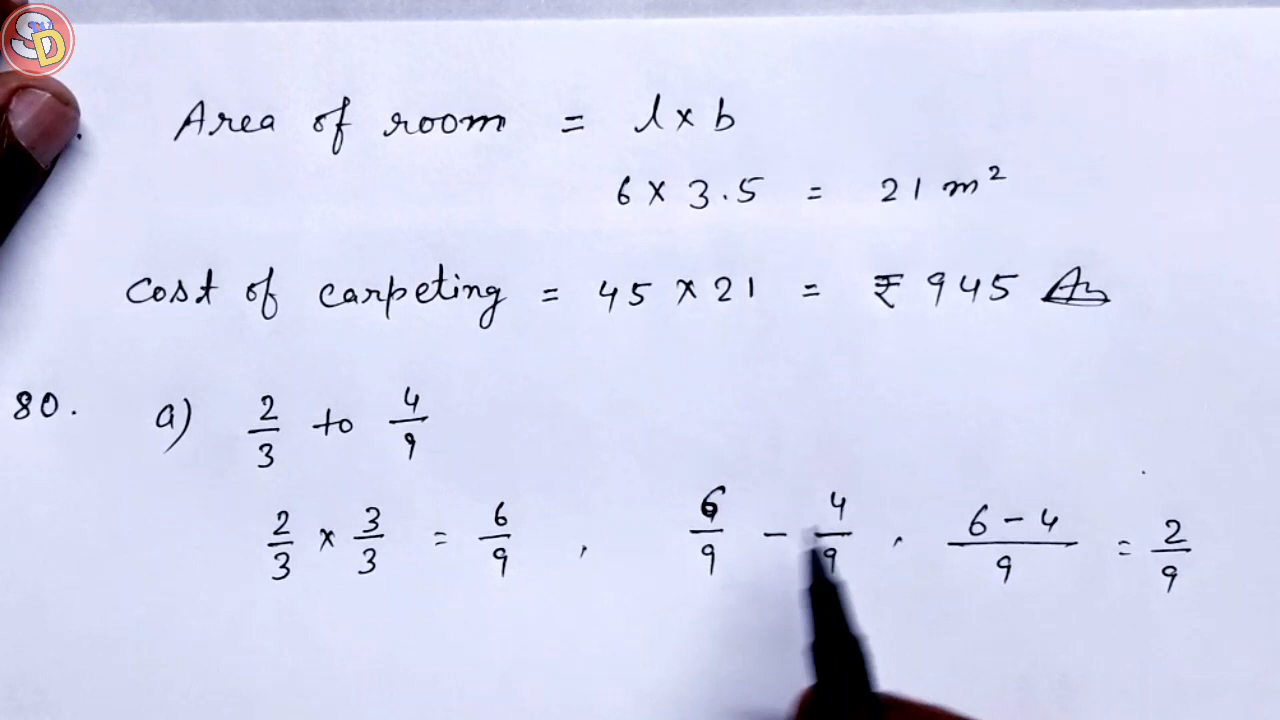 SD
Area of room = l × b
6 × 3.5 = 21 m²
Cost of carpeting = 45 × 21 = ₹ 945 Ans
80. a) 2/3 to 4/9
2/3 × 3/3 = 6/9 , 6/9 - 4/9 , 6-4/9 = 2/9